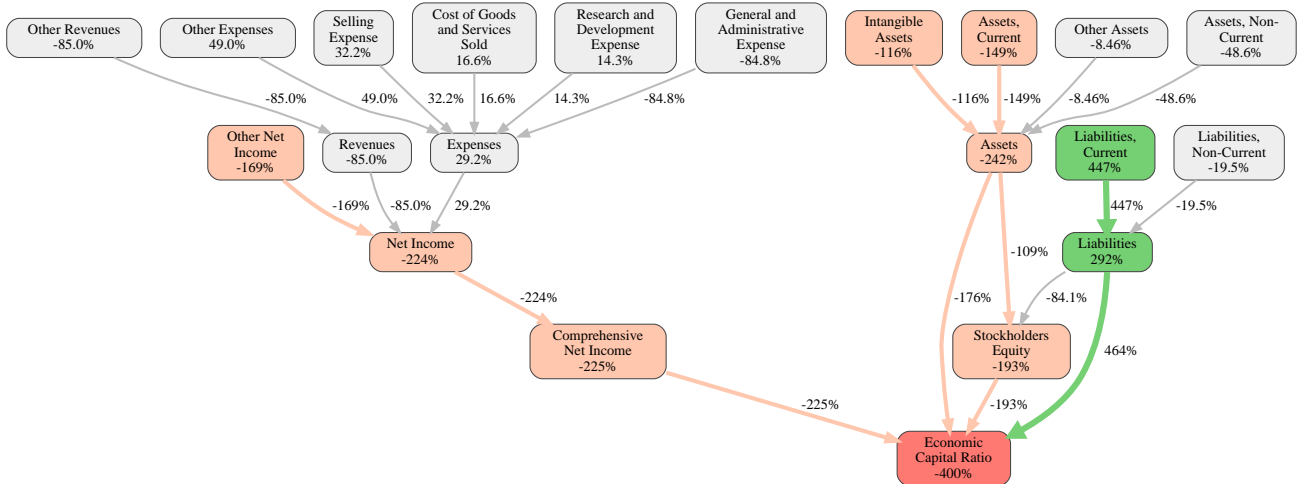 Other Revenues
-85.0%
Other Expenses
49.0%
Selling
Expense
32.2%
Cost of Goods
and Services
Sold
16.6%
Research and
Development
Expense
14.3%
General and
Administrative
Expense
-84.8%
Intangible
Assets
-116%
Assets,
Current
-149%
Other Assets
-8.46%
Assets, Non-
Current
-48.6%
-85.0%
49.0%
32.2%
16.6%
14.3%
-84.8%
-116%
-149%
-8.46%
-48.6%
Other Net
Income
-169%
Revenues
-85.0%
Expenses
29.2%
Assets
-242%
Liabilities,
Current
447%
Liabilities,
Non-Current
-19.5%
-169%
-85.0%
29.2%
447%
-19.5%
Net Income
-224%
-109%
Liabilities
292%
-224%
-176%
-84.1%
Comprehensive
Net Income
-225%
Stockholders
Equity
-193%
464%
-225%
-193%
Economic
Capital Ratio
-400%